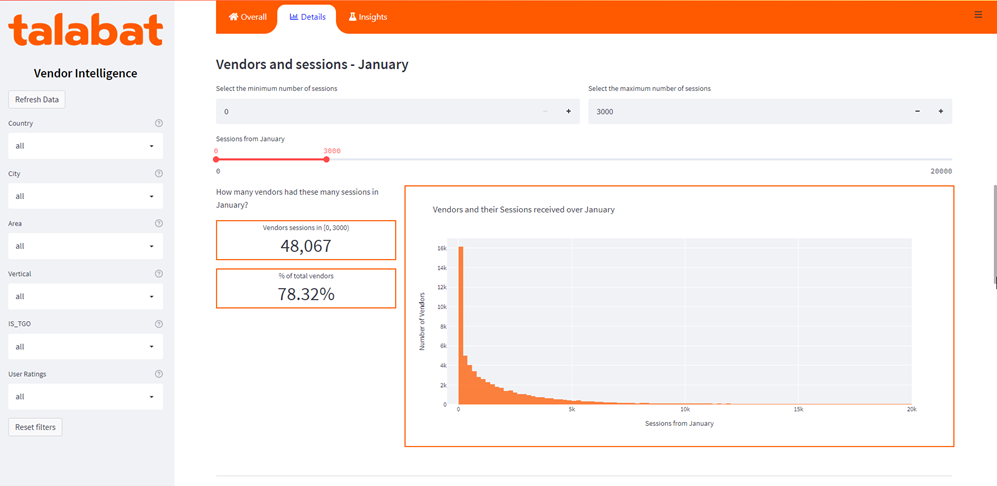 talabat
Vendor Intelligence
Refresh Data
Country
all
City
all
Area
all
Vertical
all
IS_TGO
all
User Ratings
all
Reset filters
Overall
Details
Insights
Vendors and sessions - January
Select the minimum number of sessions
0
- +
Select the maximum number of sessions
3000
- +
Sessions from January
0 3000
0 20000
How many vendors had these many sessions in
January?
Vendors sessions in [0, 3000)
48,067
% of total vendors
78.32%
Vendors and their Sessions received over January
Number of Vendors
16k
14k
12k
10k
8k
6k
4k
2k
0
0 5k 10k 15k 20k
Sessions from January